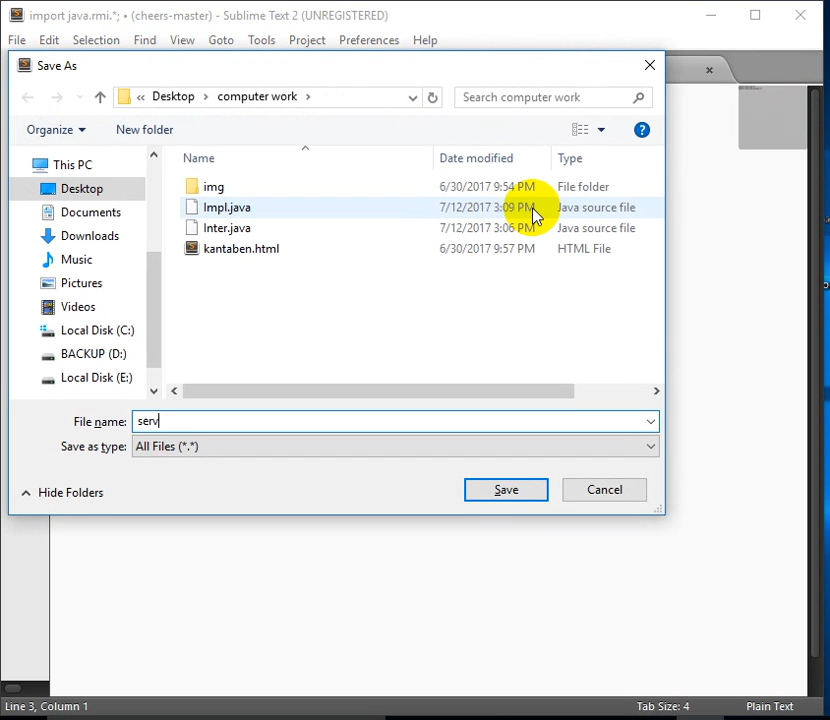 import java.rmi.*; • (cheers-master) - Sublime Text 2 (UNREGISTERED)
File Edit Selection Find View Goto Tools Project Preferences Help
Save As
« Desktop › computer work ›
Search computer work
Organize New folder
Name Date modified Type
This PC
Desktop
Documents
Downloads
Music
Pictures
Videos
Local Disk (C:)
BACKUP (D:)
Local Disk (E:)
img 6/30/2017 9:54 PM File folder
Impl.java 7/12/2017 3:09 PM Java source file
Inter.java 7/12/2017 3:06 PM Java source file
kantaben.html 6/30/2017 9:57 PM HTML File
File name: serv
Save as type: All Files (*.*)
Hide Folders
Save Cancel
Line 3, Column 1 Tab Size: 4 Plain Text